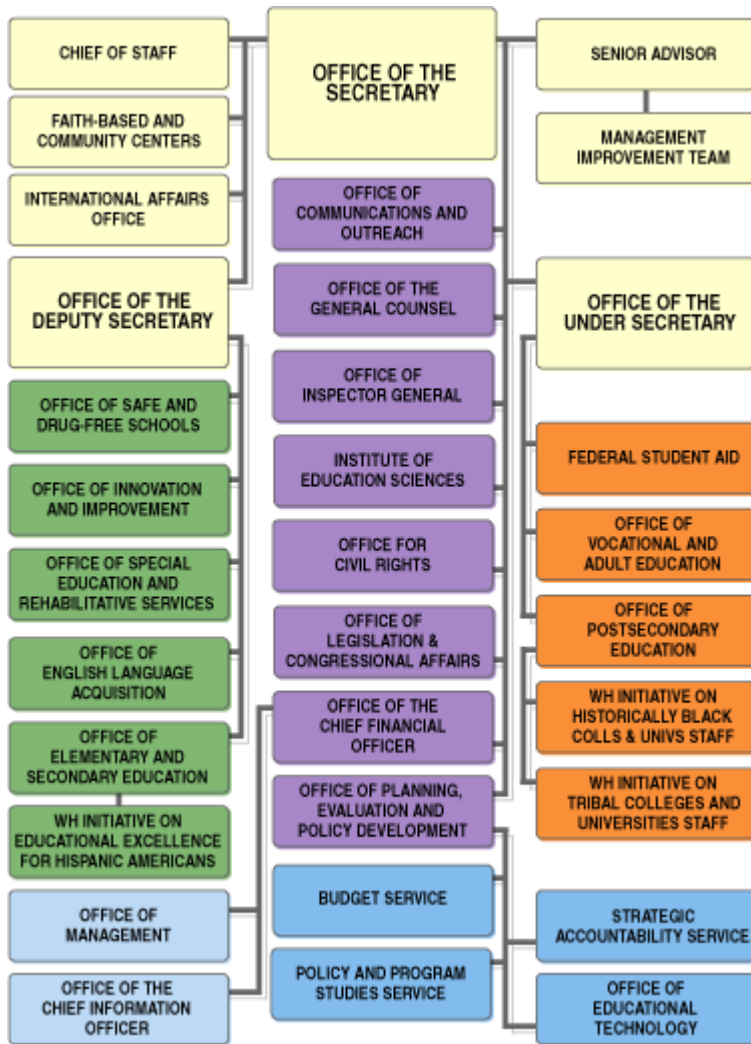 CHIEF OF STAFF
FAITH-BASED AND
COMMUNITY CENTERS
INTERNATIONAL AFFAIRS
OFFICE
OFFICE OF THE
DEPUTY SECRETARY
OFFICE OF SAFE AND
DRUG-FREE SCHOOLS
OFFICE OF INNOVATION
AND IMPROVEMENT
OFFICE OF SPECIAL
EDUCATION AND
REHABILITATIVE SERVICES
OFFICE OF
ENGLISH LANGUAGE
ACQUISITION
OFFICE OF
ELEMENTARY AND
SECONDARY EDUCATION
WH INITIATIVE ON
EDUCATIONAL EXCELLENCE
FOR HISPANIC AMERICANS
OFFICE OF
MANAGEMENT
OFFICE OF THE
CHIEF INFORMATION
OFFICER
OFFICE OF THE
SECRETARY
OFFICE OF
COMMUNICATIONS AND
OUTREACH
OFFICE OF THE
GENERAL COUNSEL
OFFICE OF
INSPECTOR GENERAL
INSTITUTE OF
EDUCATION SCIENCES
OFFICE FOR
CIVIL RIGHTS
OFFICE OF
LEGISLATION &
CONGRESSIONAL AFFAIRS
OFFICE OF THE
CHIEF FINANCIAL
OFFICER
OFFICE OF PLANNING,
EVALUATION AND
POLICY DEVELOPMENT
BUDGET SERVICE
POLICY AND PROGRAM
STUDIES SERVICE
SENIOR ADVISOR
MANAGEMENT
IMPROVEMENT TEAM
OFFICE OF THE
UNDER SECRETARY
FEDERAL STUDENT AID
OFFICE OF
VOCATIONAL AND
ADULT EDUCATION
OFFICE OF
POSTSECONDARY
EDUCATION
WH INITIATIVE ON
HISTORICALLY BLACK
COLLS & UNIVS STAFF
WH INITIATIVE ON
TRIBAL COLLEGES AND
UNIVERSITIES STAFF
STRATEGIC
ACCOUNTABILITY SERVICE
OFFICE OF
EDUCATIONAL
TECHNOLOGY